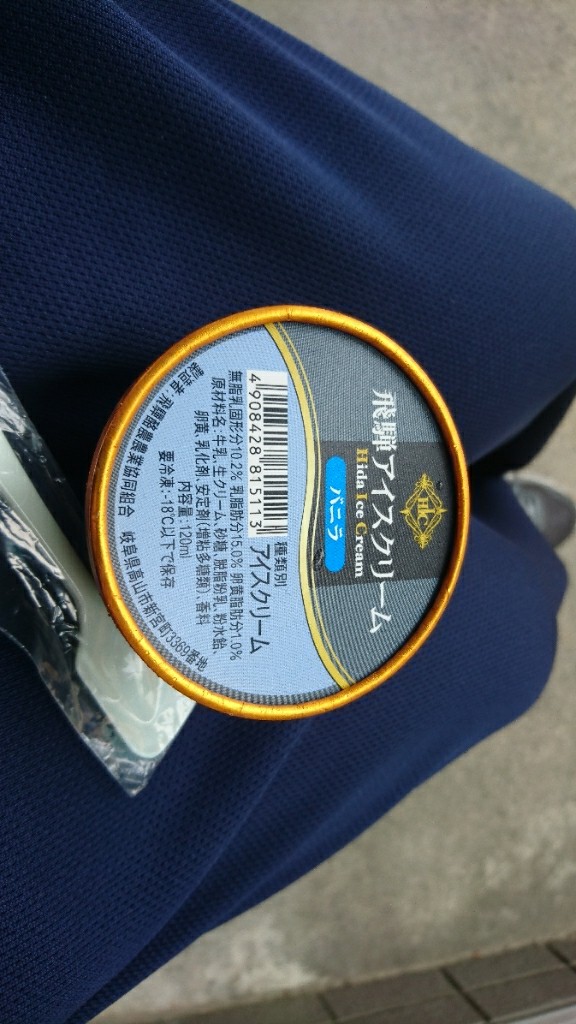 HIC
飛騨アイスクリーム
Hida Ice Cream
バニラ
種類別 アイスクリーム
4 908428 815113
無脂乳固形分10.2% 乳脂肪分15.0% 卵黄脂肪分1.0%
原材料名:牛乳、生クリーム、砂糖、脱脂粉乳、粉水飴、
卵黄、乳化剤、安定剤(増粘多糖類)、香料
内容量:120ml
要冷凍:-18℃以下で保存
製造者 飛騨酪農農業協同組合 岐阜県高山市新宮町3369番地